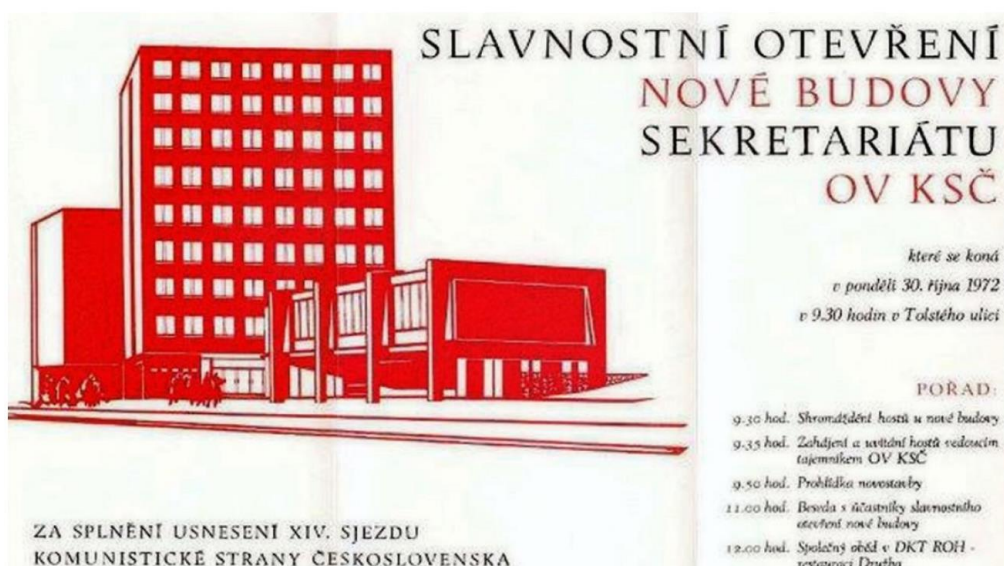 SLAVNOSTNÍ OTEVŘENÍ
NOVÉ BUDOVY
SEKRETARIÁTU
OV KSČ
které se koná
v pondělí 30. října 1972
v 9.30 hodin v Tolstého ulici
POŘAD:
9.30 hod. Shromáždění hostů u nové budovy
9.35 hod. Zahájení a uvítání hostů vedoucím
tajemníkem OV KSČ
9.50 hod. Prohlídka novostavby
11.00 hod. Beseda s účastníky slavnostního
otevření nové budovy
12.00 hod. Společný oběd v DKT ROH -
restauraci Družba
ZA SPLNĚNÍ USNESENÍ XIV. SJEZDU
KOMUNISTICKÉ STRANY ČESKOSLOVENSKA